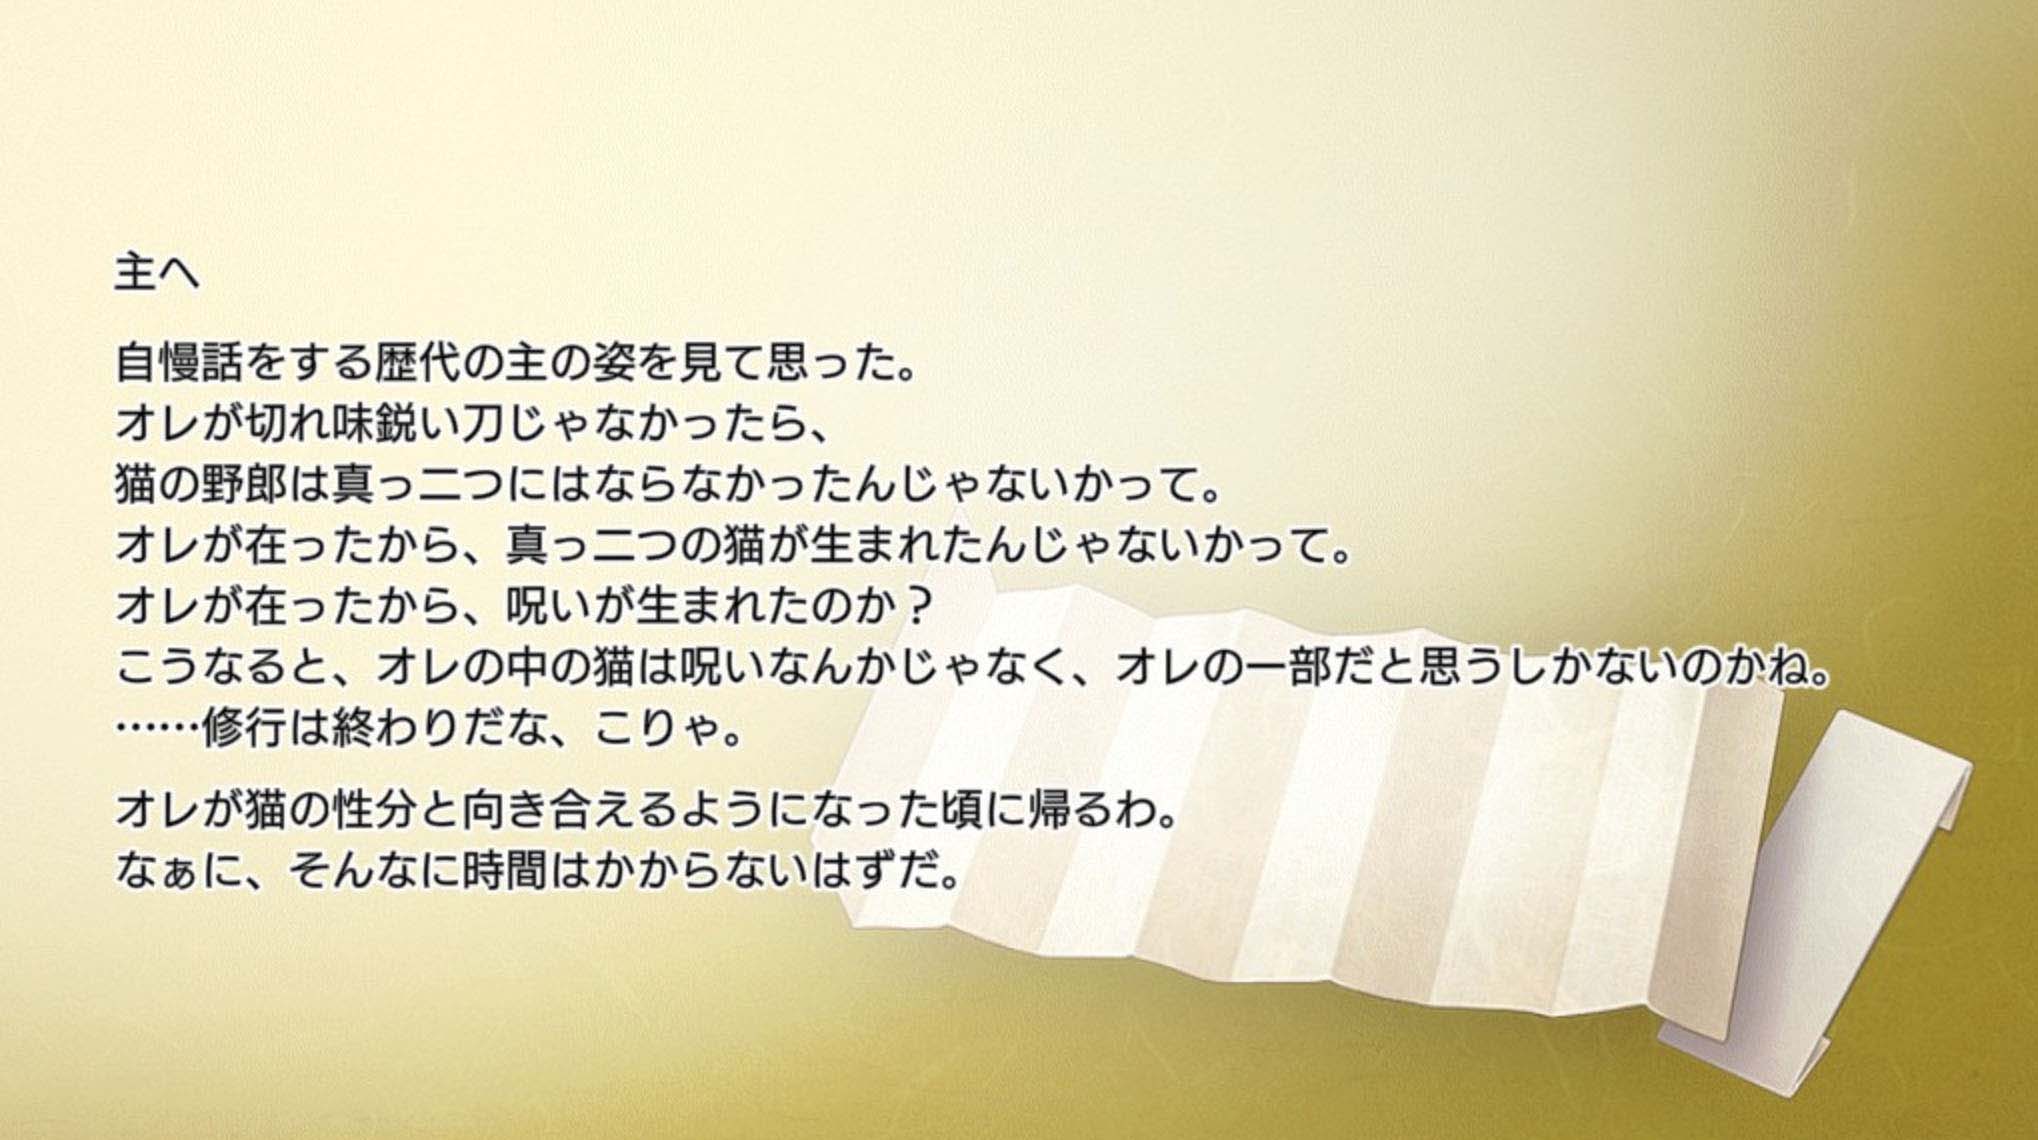 主へ
自慢話をする歴代の主の姿を見て思った。
オレが切れ味鋭い刀じゃなかったら、
猫の野郎は真っ二つにはならなかったんじゃないかって。
オレが在ったから、真っ二つの猫が生まれたんじゃないかって。
オレが在ったから、呪いが生まれたのか？
こうなると、オレの中の猫は呪いなんかじゃなく、オレの一部だと思うしかないのかね。
……修行は終わりだな、こりゃ。
オレが猫の性分と向き合えるようになった頃に帰るわ。
なぁに、そんなに時間はかからないはずだ。